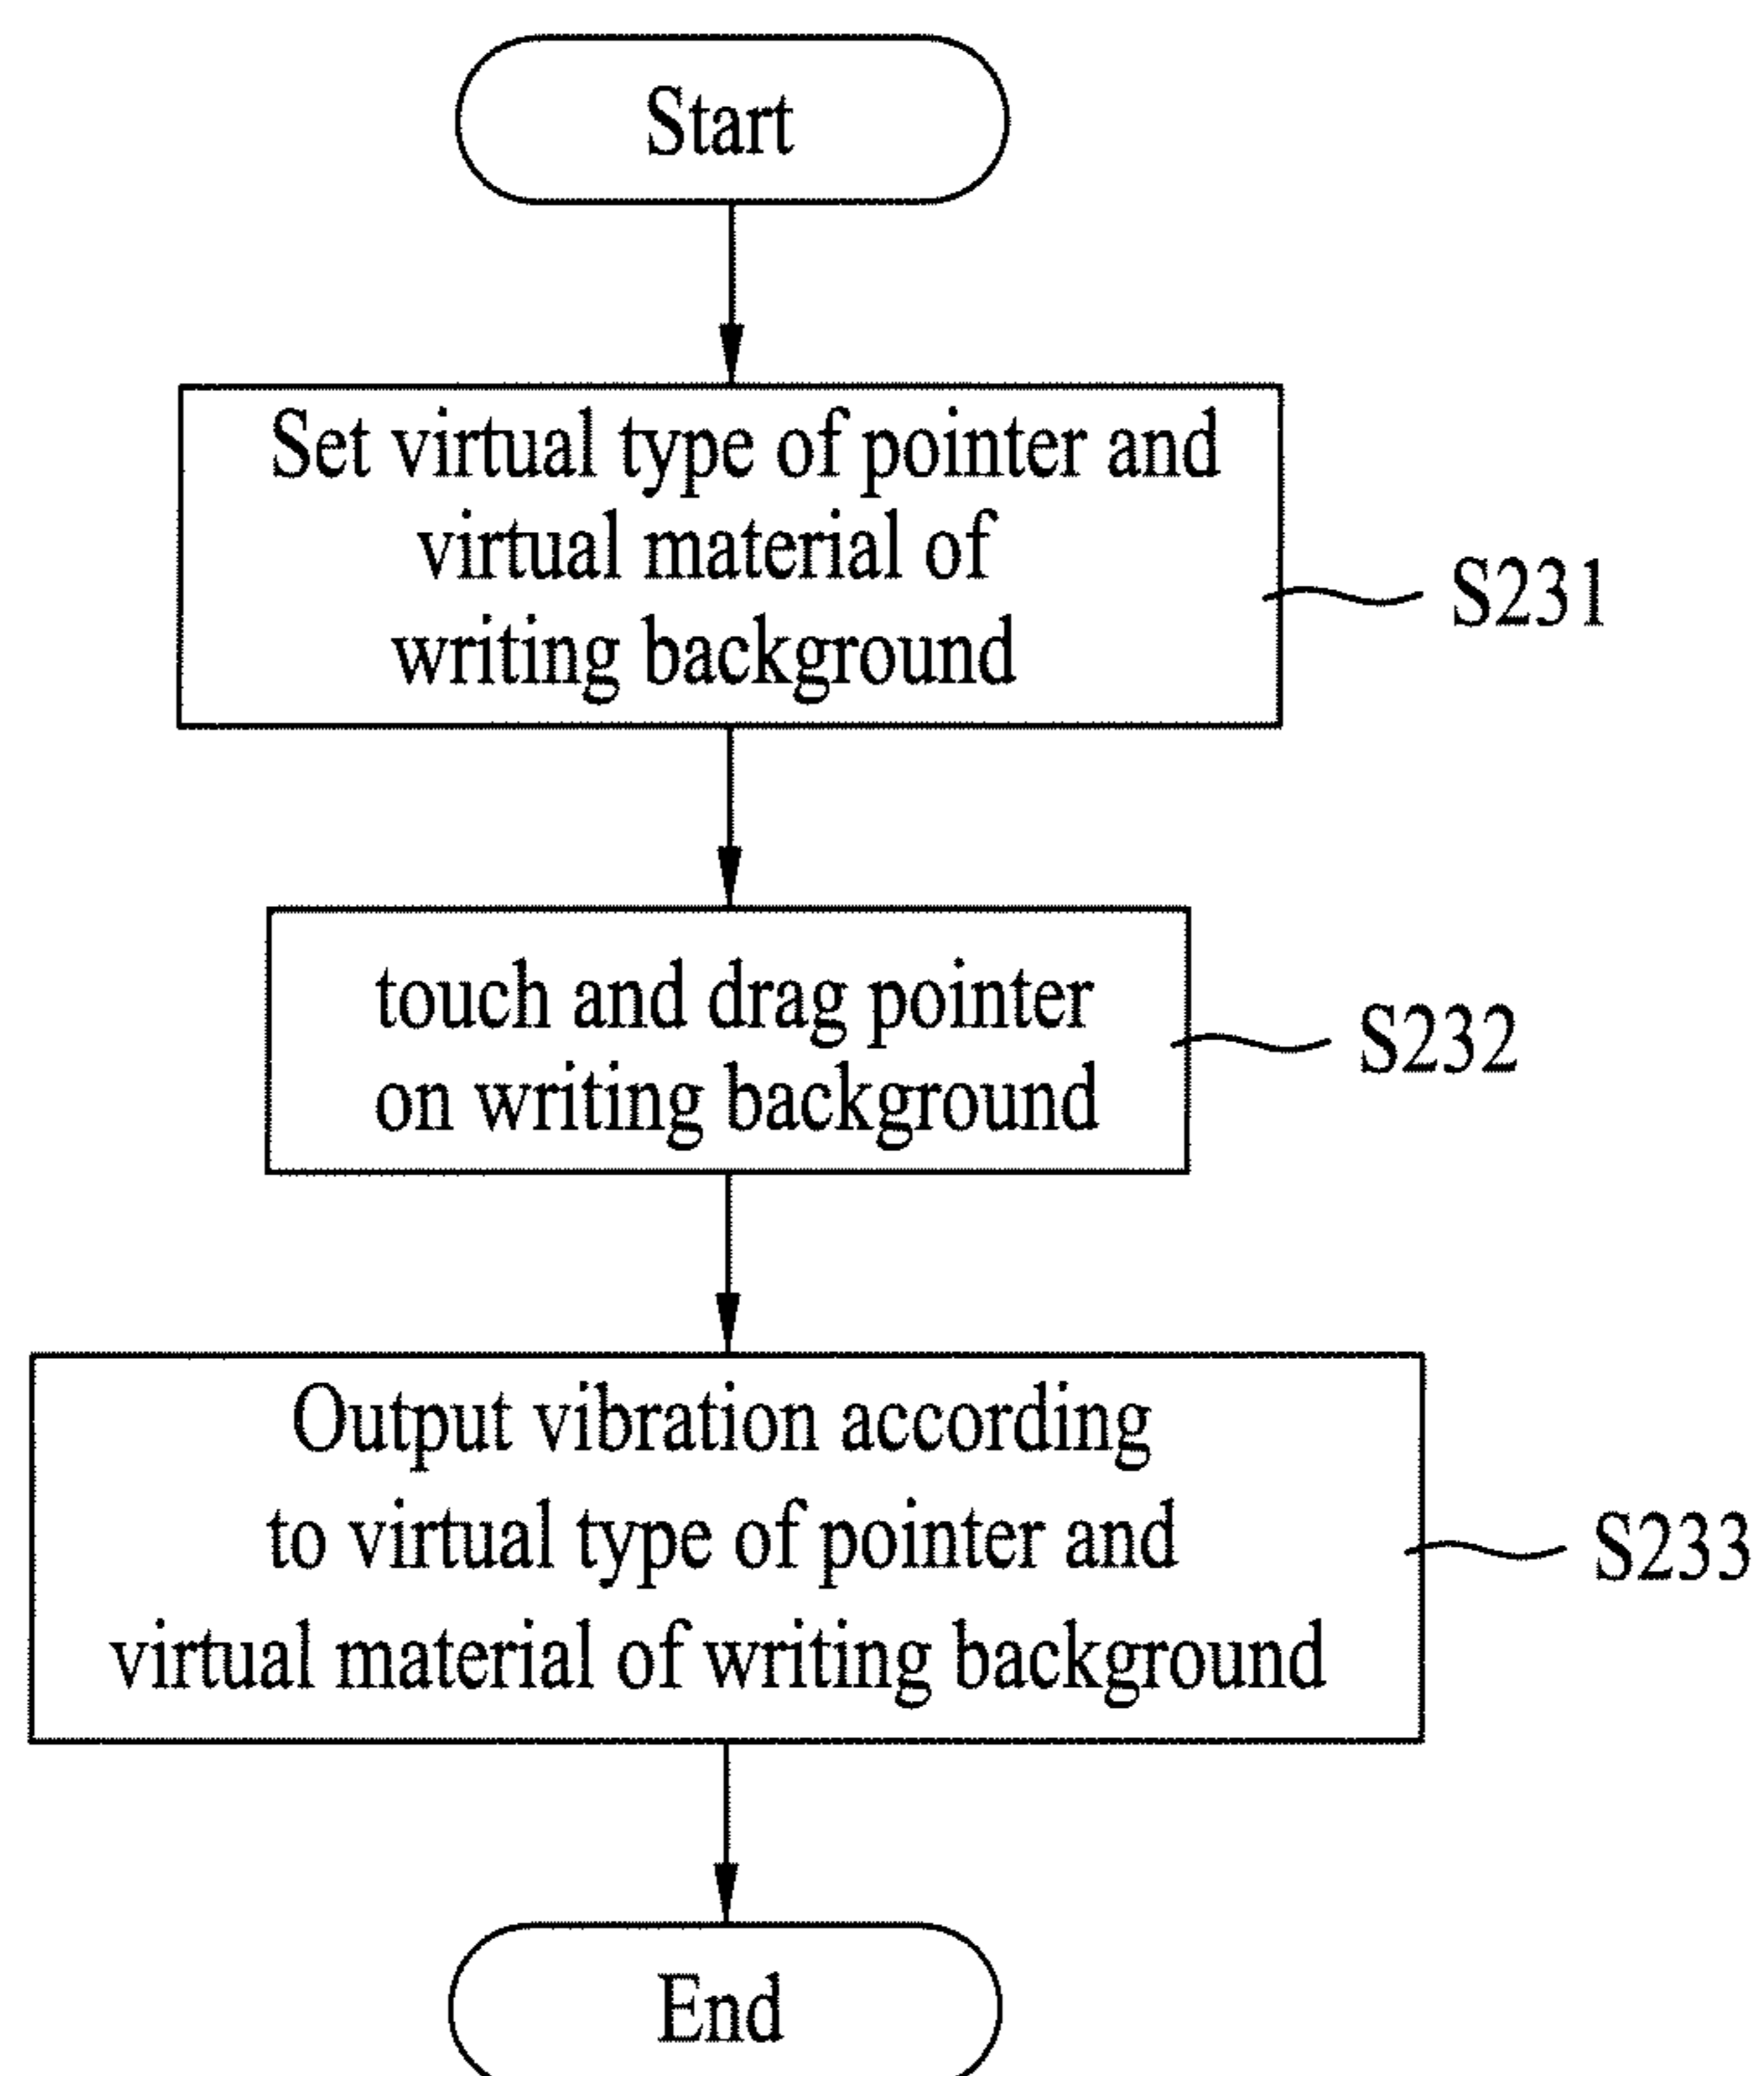 Start
Set virtual type of pointer and
virtual material of
writing background
S231
touch and drag pointer
on writing background
S232
Output vibration according
to virtual type of pointer and
virtual material of writing background
S233
End